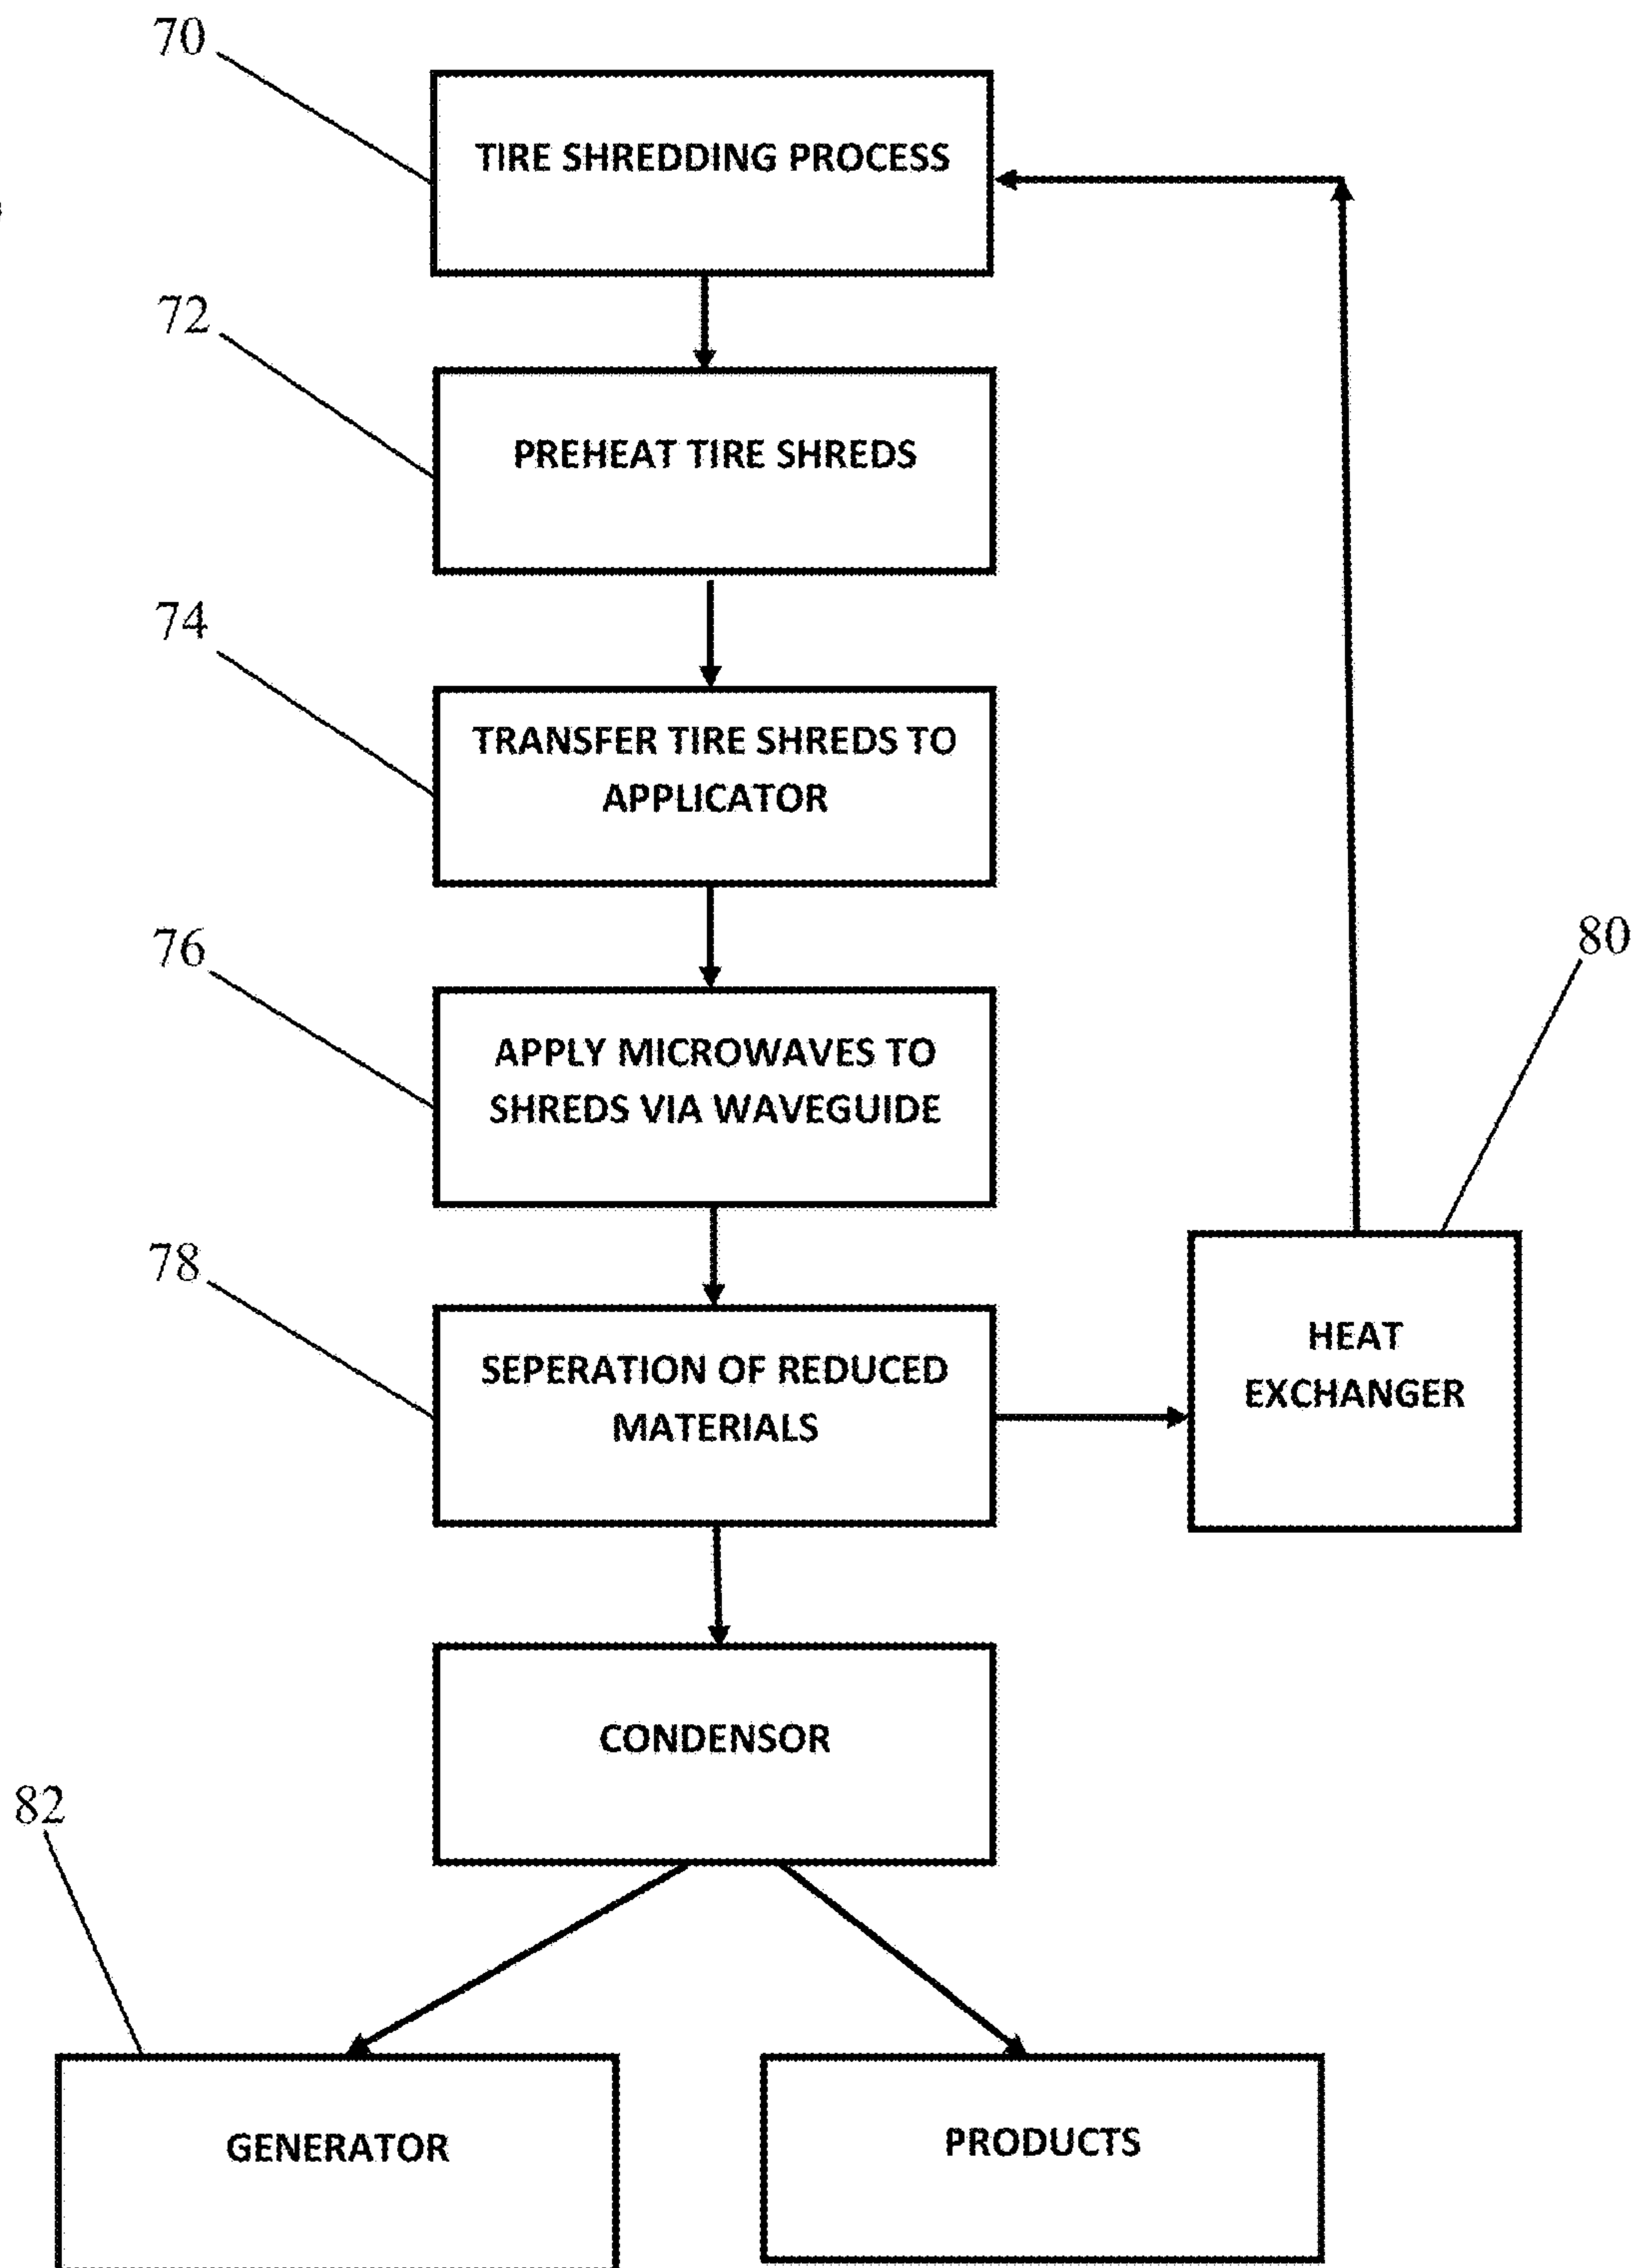 70
TIRE SHREDDING PROCESS
72
PREHEAT TIRE SHREDS
74
TRANSFER TIRE SHREDS TO
APPLICATOR
76
APPLY MICROWAVES TO
SHREDS VIA WAVEGUIDE
80
78
SEPERATION OF REDUCED
MATERIALS
HEAT
EXCHANGER
CONDENSOR
82
GENERATOR
PRODUCTS